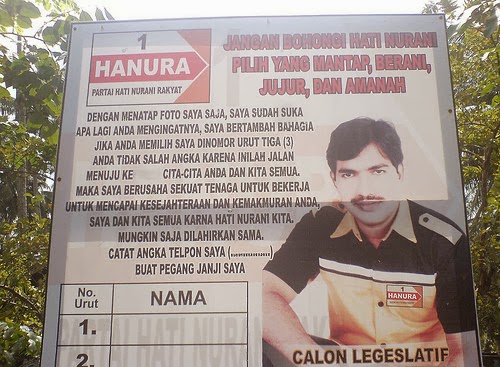 1
HANURA
PARTAI HATI NURANI RAKYAT
JANGAN BOHONGI HATI NURANI
PILIH YANG MANTAP, BERANI,
JUJUR, DAN AMANAH
DENGAN MENATAP FOTO SAYA SAJA, SAYA SUDAH SUKA
APA LAGI ANDA MENGINGATNYA, SAYA BERTAMBAH BAHAGIA
JIKA ANDA MEMILIH SAYA DINOMOR URUT TIGA (3)
ANDA TIDAK SALAH ANGKA KARENA INILAH JALAN
MENUJU KE CITA-CITA ANDA DAN KITA SEMUA.
MAKA SAYA BERUSAHA SEKUAT TENAGA UNTUK BEKERJA
UNTUK MENCAPAI KESEJAHTERAAN DAN KEMAKMURAN ANDA,
SAYA DAN KITA SEMUA KARNA HATI NURANI KITA.
MUNGKIN SAJA DILAHIRKAN SAMA.
CATAT ANGKA TELPON SAYA (................)
BUAT PEGANG JANJI SAYA
1
HANURA
No. Urut NAMA
1.
2.
PARTAI HATI NURANI RAKYAT
CALON LEGESLATIF